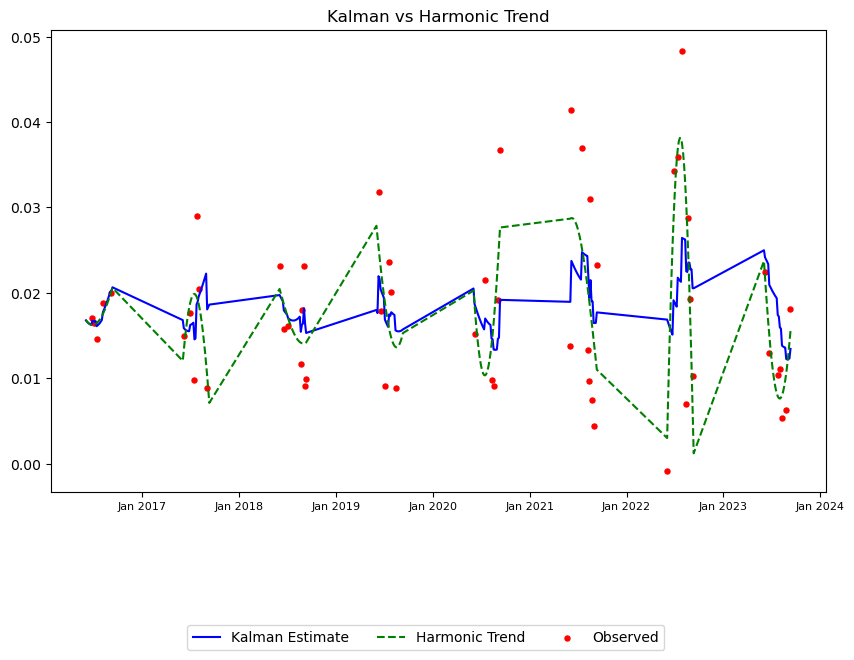 Kalman vs Harmonic Trend
0.05
0.04
0.03
0.02
0.01
0.00
Jan 2017 Jan 2018 Jan 2019 Jan 2020 Jan 2021 Jan 2022 Jan 2023 Jan 2024
Kalman Estimate Harmonic Trend Observed